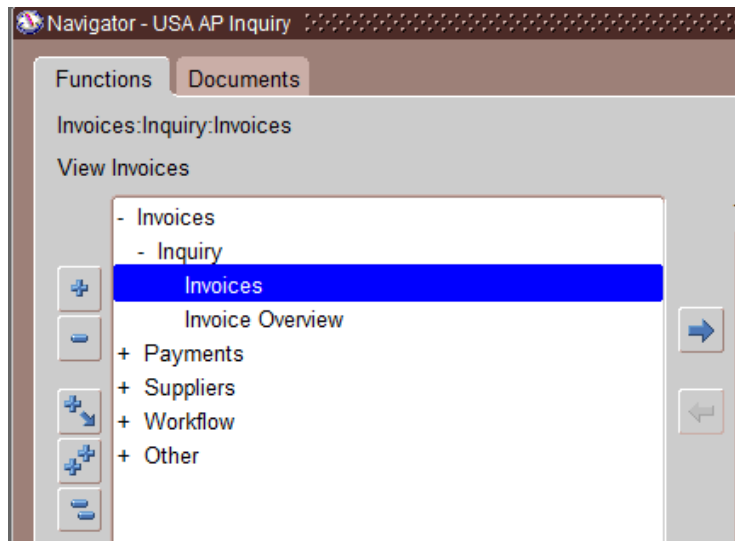 Navigator - USA AP Inquiry
Functions Documents
Invoices:Inquiry:Invoices
View Invoices
- Invoices
- Inquiry
Invoices
Invoice Overview
+ Payments
+ Suppliers
+ Workflow
+ Other